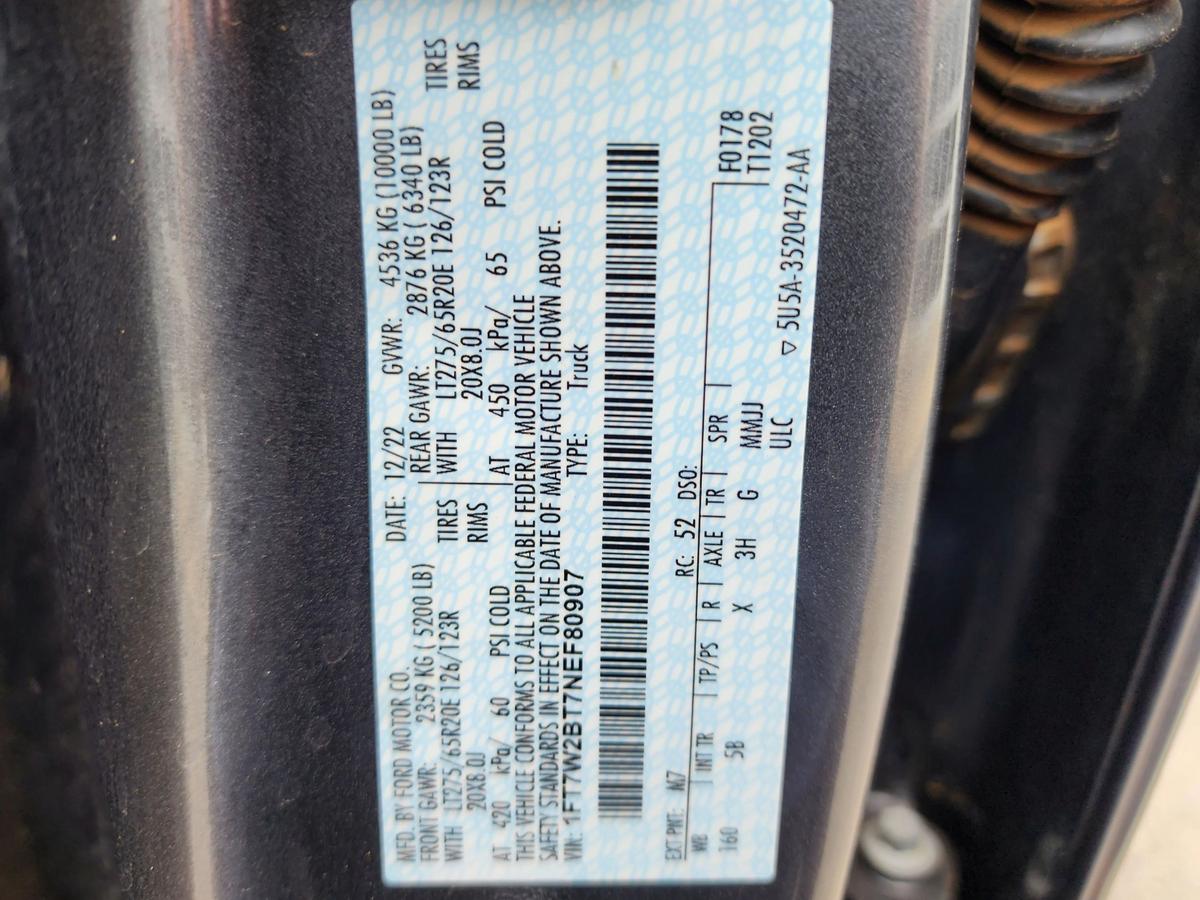 MFD. BY FORD MOTOR CO. DATE: 12/22 GVWR: 4536 KG (10000 LB)
FRONT GAWR: 2359 KG ( 5200 LB) REAR GAWR: 2876 KG ( 6340 LB)
WITH LT275/65R20E 126/123R TIRES WITH LT275/65R20E 126/123R TIRES
20X8.0J RIMS 20X8.0J RIMS
AT 420 kPa/ 60 PSI COLD AT 450 kPa/ 65 PSI COLD
THIS VEHICLE CONFORMS TO ALL APPLICABLE FEDERAL MOTOR VEHICLE
SAFETY STANDARDS IN EFFECT ON THE DATE OF MANUFACTURE SHOWN ABOVE.
VIN: 1FT7W2BT7NEF80907 TYPE: Truck
EXT PNT: N7 RC: 52 DSO:
WB INT TR TP/PS R AXLE TR SPR F0178
160 5B X 3H G MMJJ T1202
ULC
▽ 5U5A-3520472-AA